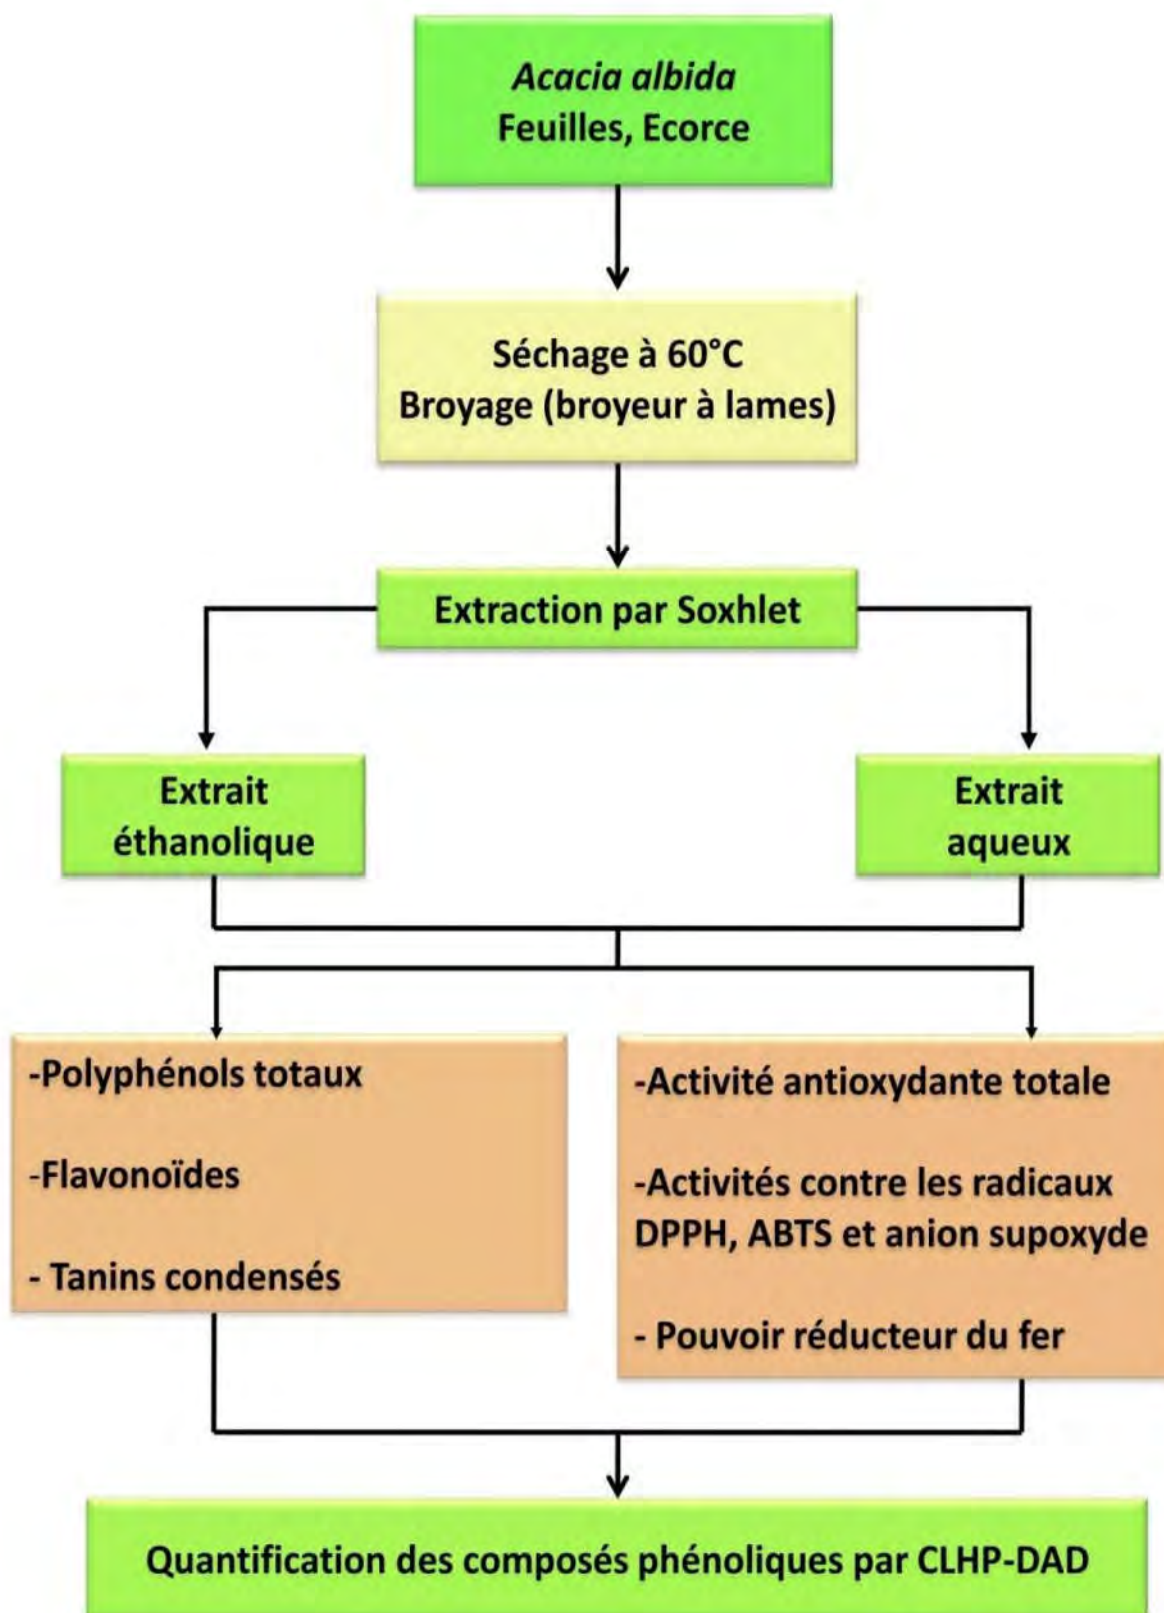 Acacia albida
Feuilles, Ecorce
Séchage à 60°C
Broyage (broyeur à lames)
Extraction par Soxhlet
Extrait
éthanolique
Extrait
aqueux
-Polyphénols totaux
-Flavonoïdes
- Tanins condensés
-Activité antioxydante totale
-Activités contre les radicaux
DPPH, ABTS et anion supoxyde
- Pouvoir réducteur du fer
Quantification des composés phénoliques par CLHP-DAD